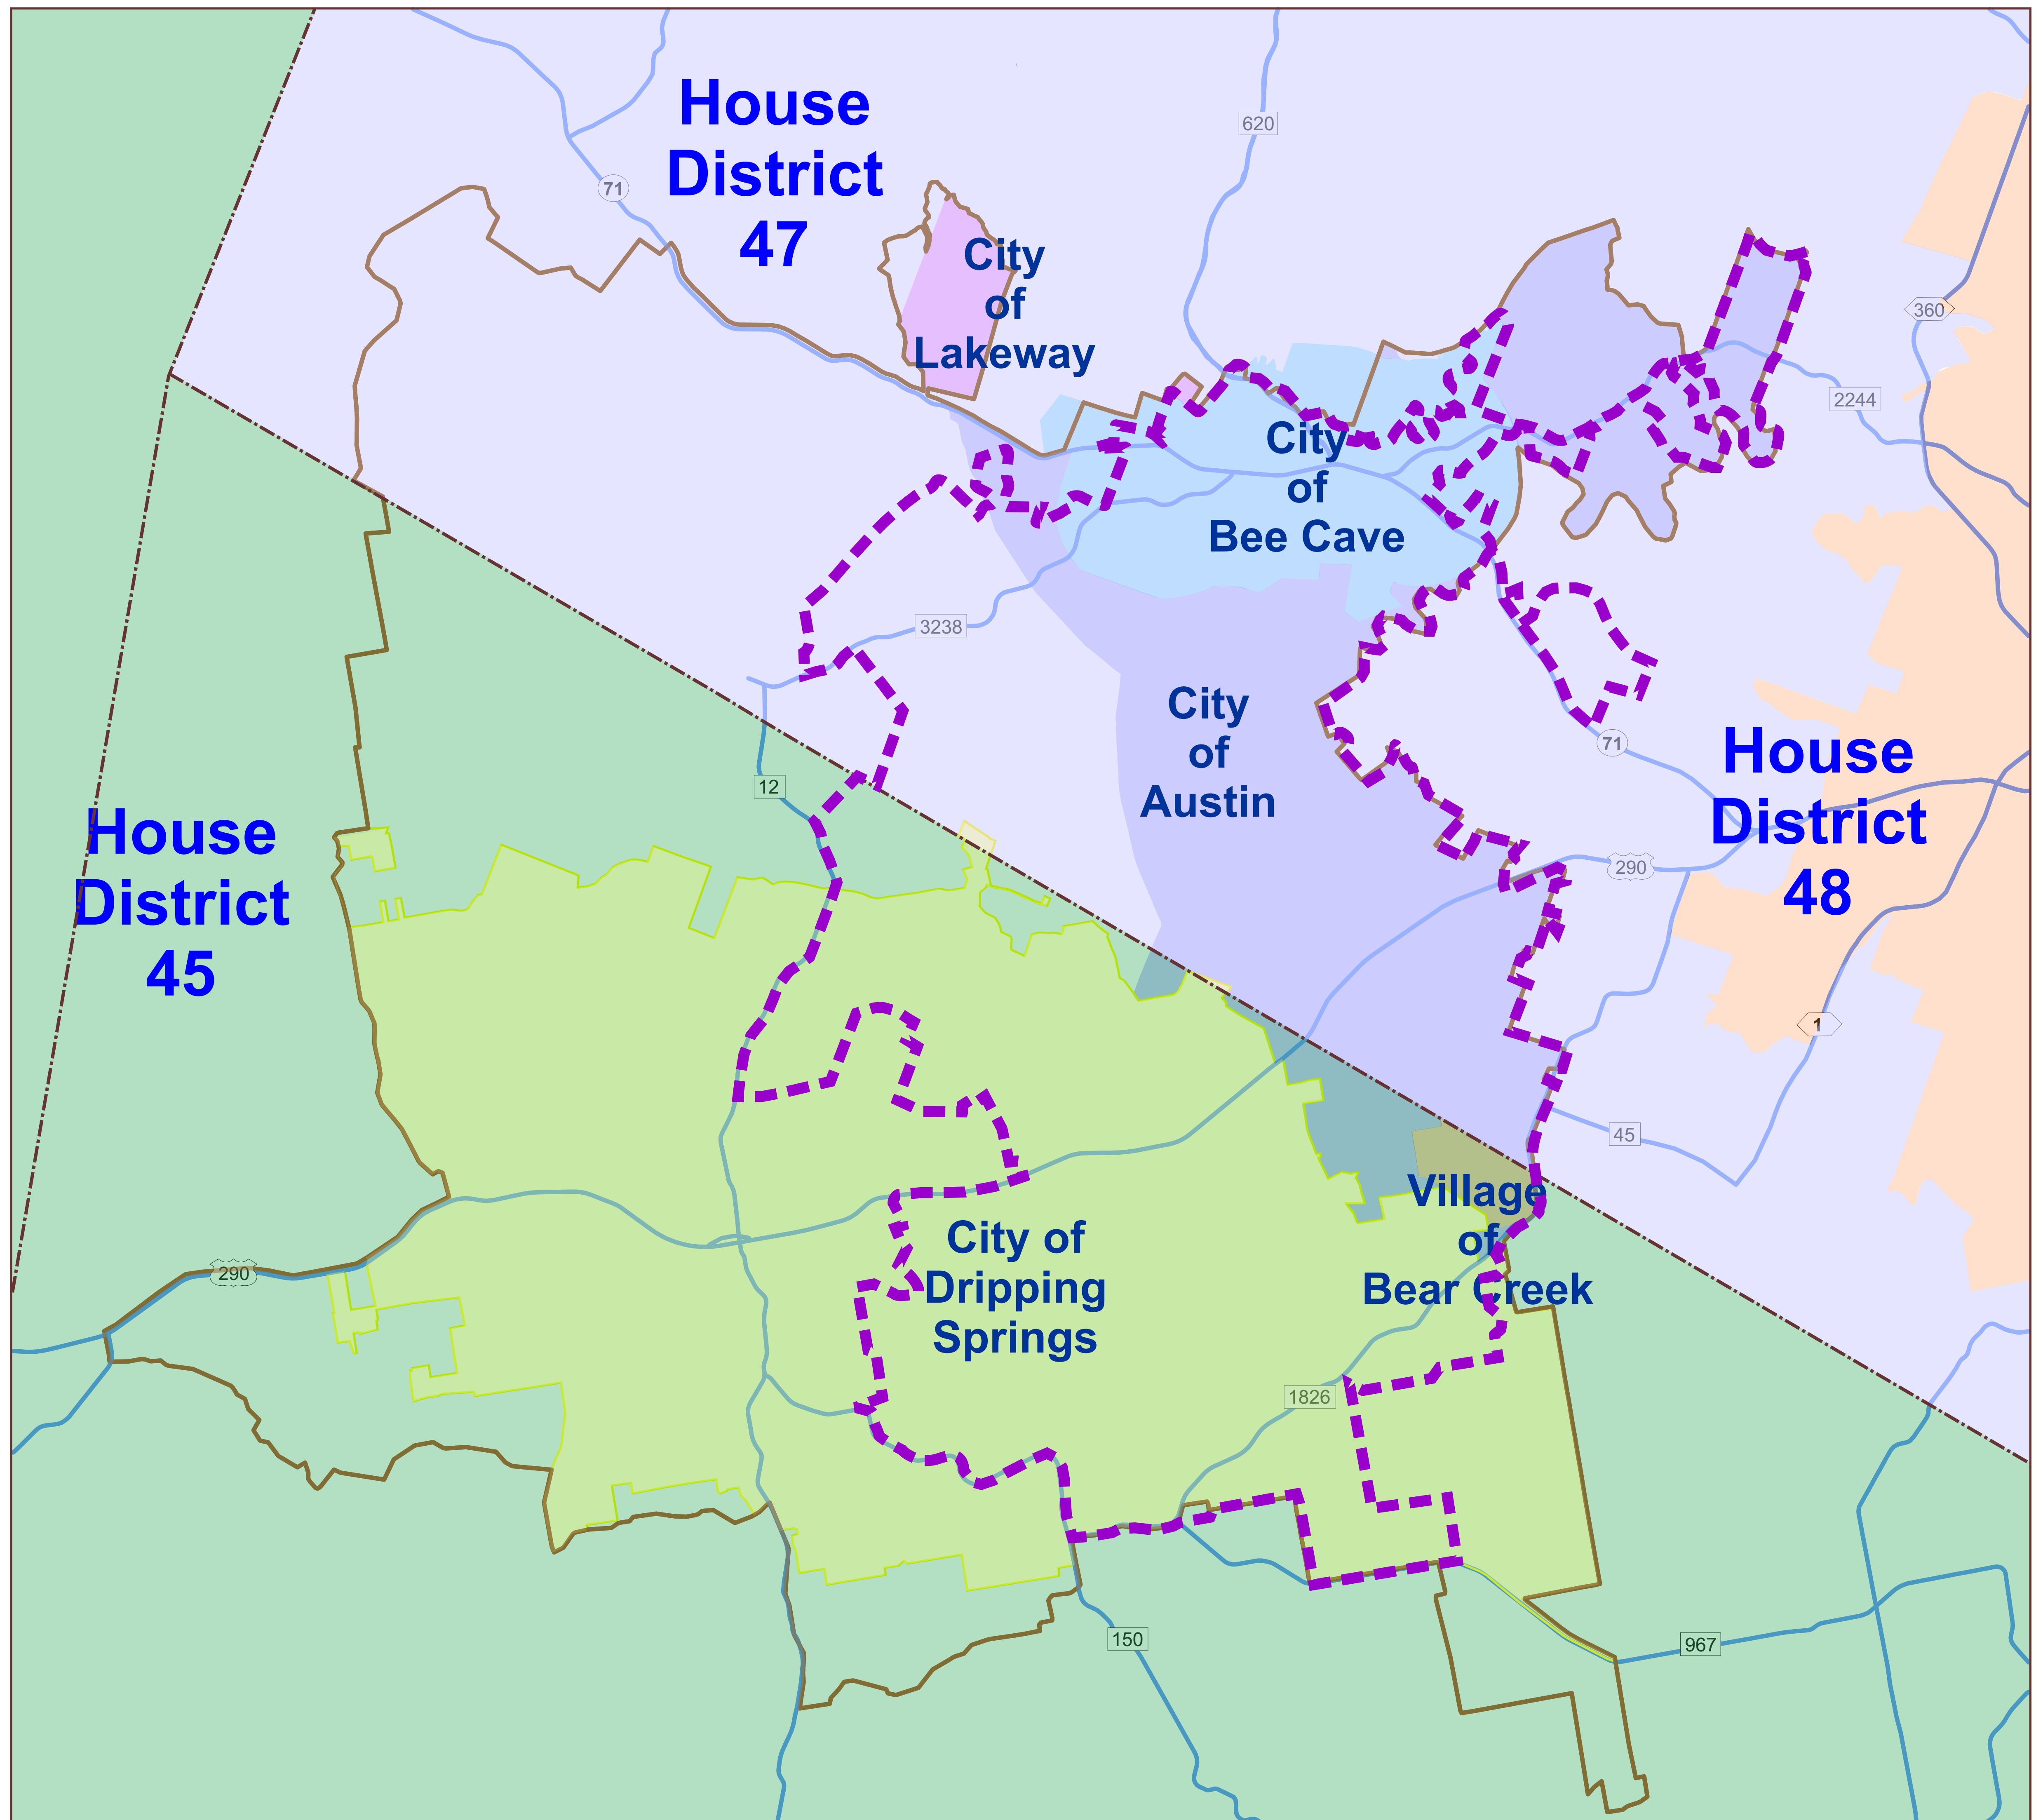 House
District
47
620
71
City
of
Lakeway
360
2244
City
of
Bee Cave
3238
City
of
Austin
71
House
District
48
12
House
District
45
290
1
45
Village
of
Bear Creek
City of
Dripping
Springs
290
1826
150
967